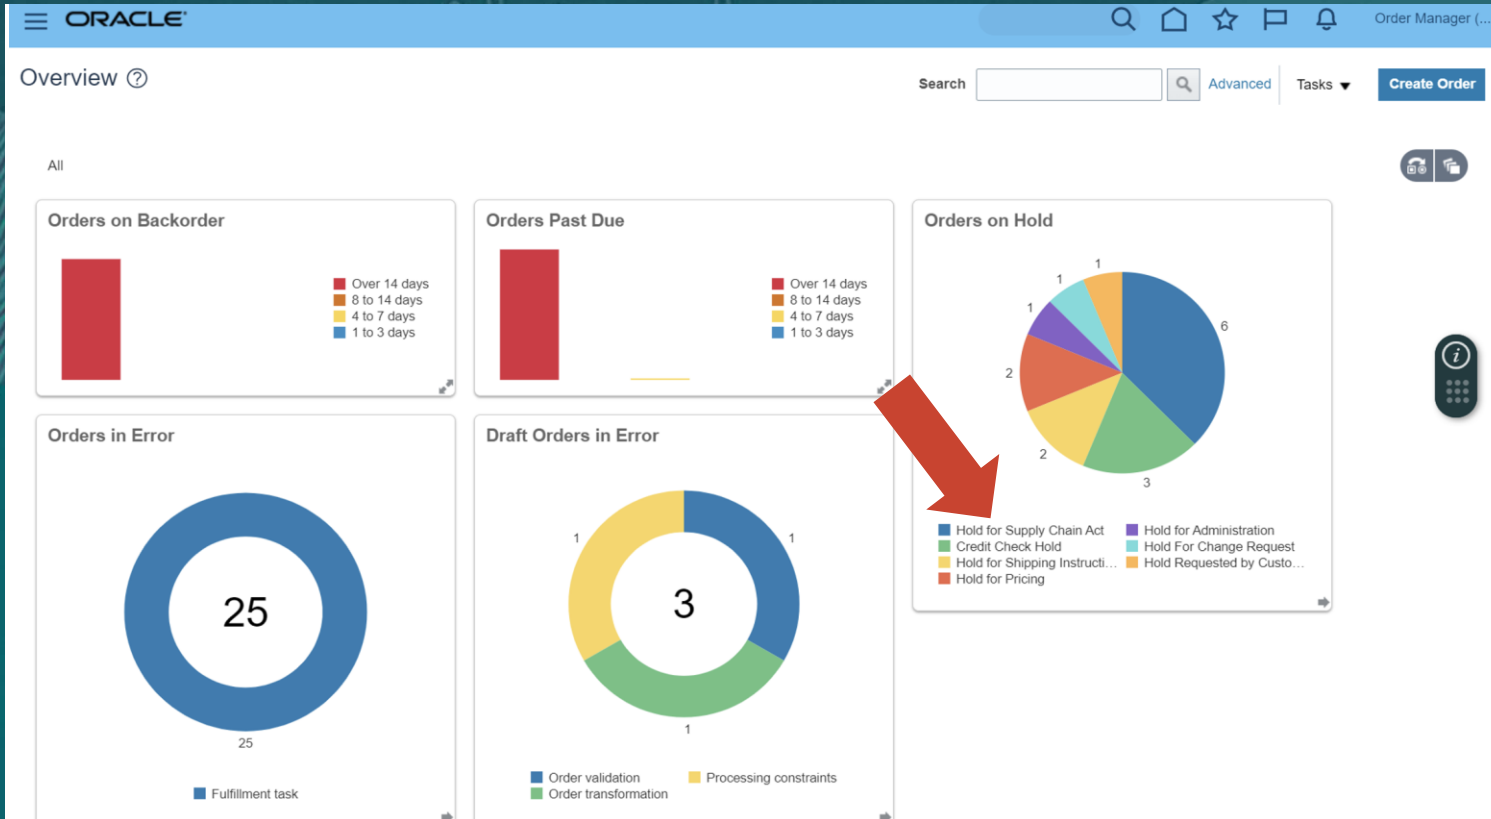 ORACLE
Order Manager (...
Overview ?
Search
Advanced
Tasks
Create Order
All
Orders on Backorder
Over 14 days
8 to 14 days
4 to 7 days
1 to 3 days
Orders Past Due
Over 14 days
8 to 14 days
4 to 7 days
1 to 3 days
Orders on Hold
1
1
1
2
2
3
6
Hold for Supply Chain Act
Credit Check Hold
Hold for Shipping Instructi...
Hold for Pricing
Hold for Administration
Hold For Change Request
Hold Requested by Custo...
i
Orders in Error
25
25
Fulfillment task
Draft Orders in Error
1
1
3
1
Order validation
Order transformation
Processing constraints